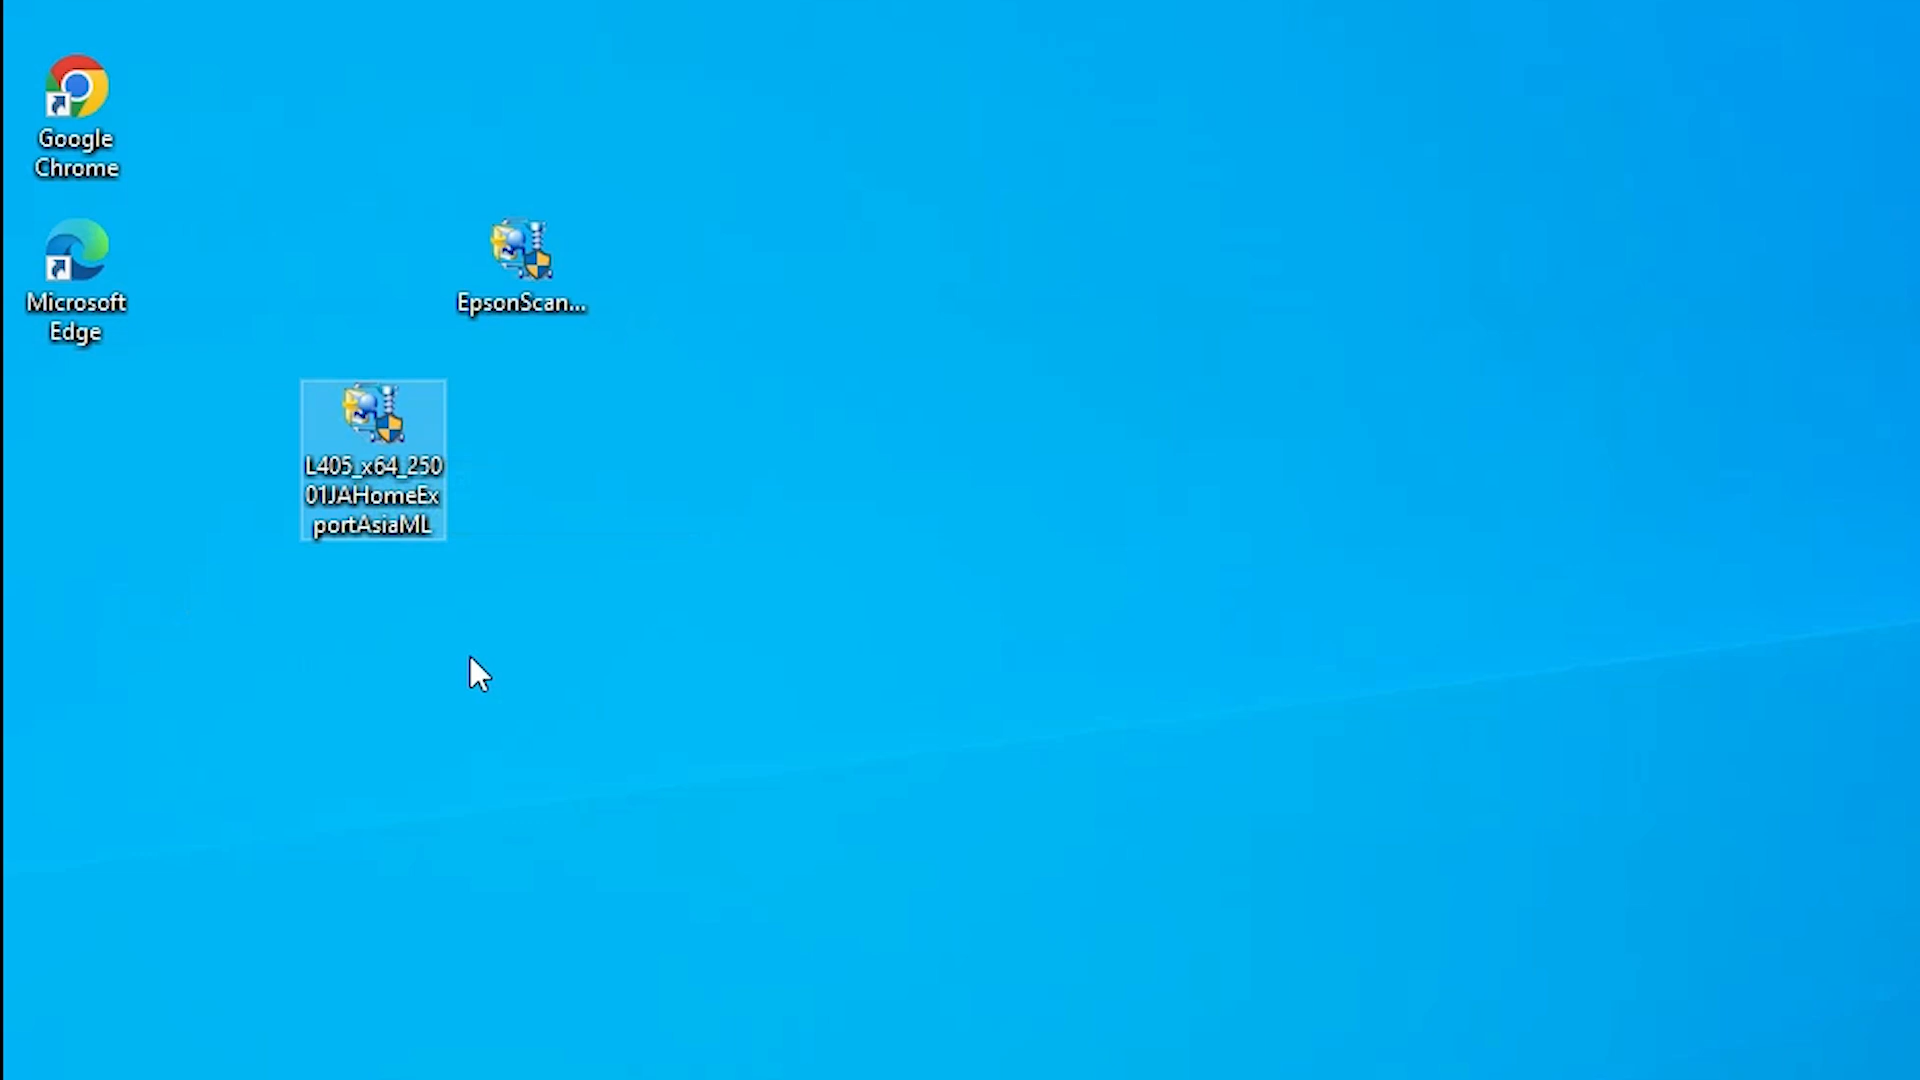 Google
Chrome
Microsoft
Edge
EpsonScan...
L405_x64_250
01JAHomeEx
portAsiaML